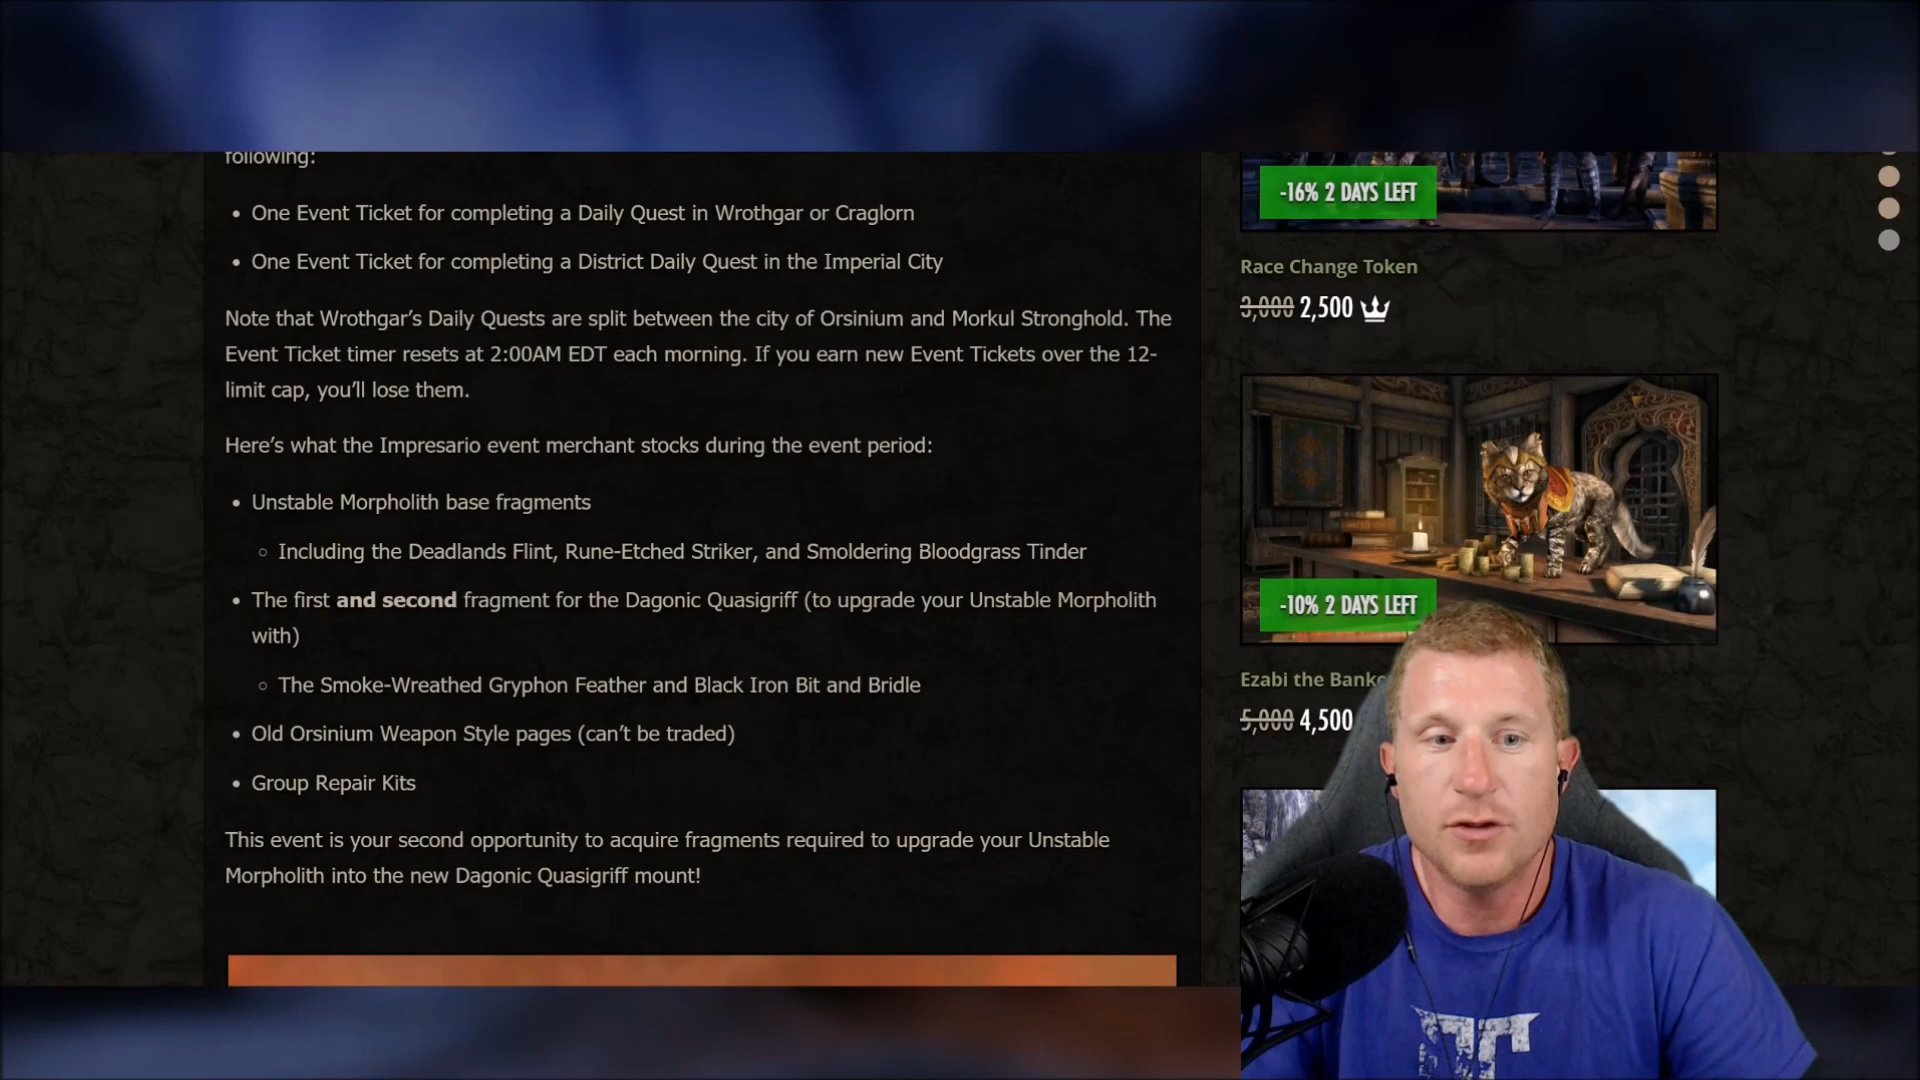 following:
• One Event Ticket for completing a Daily Quest in Wrothgar or Craglorn
• One Event Ticket for completing a District Daily Quest in the Imperial City
Note that Wrothgar’s Daily Quests are split between the city of Orsinium and Morkul Stronghold. The
Event Ticket timer resets at 2:00AM EDT each morning. If you earn new Event Tickets over the 12-
limit cap, you’ll lose them.
Here’s what the Impresario event merchant stocks during the event period:
• Unstable Morpholith base fragments
○ Including the Deadlands Flint, Rune-Etched Striker, and Smoldering Bloodgrass Tinder
• The first and second fragment for the Dagonic Quasigriff (to upgrade your Unstable Morpholith
with)
○ The Smoke-Wreathed Gryphon Feather and Black Iron Bit and Bridle
• Old Orsinium Weapon Style pages (can’t be traded)
• Group Repair Kits
This event is your second opportunity to acquire fragments required to upgrade your Unstable
Morpholith into the new Dagonic Quasigriff mount!
-16% 2 DAYS LEFT
Race Change Token
3,000 2,500
-10% 2 DAYS LEFT
Ezabi the
5,000 4,500